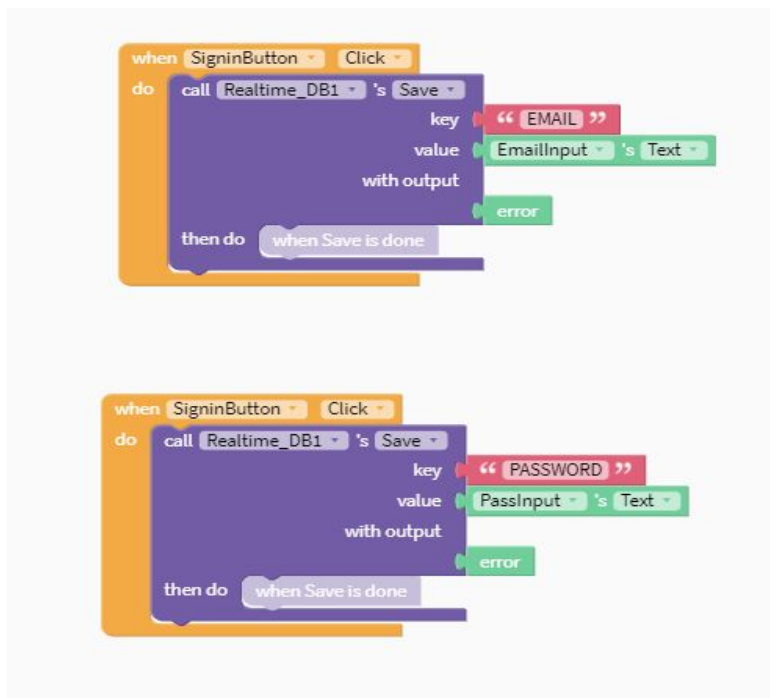 when SigninButton Click
do call Realtime_DB1 's Save
key “ EMAIL ”
value EmailInput 's Text
with output
error
then do when Save is done
when SigninButton Click
do call Realtime_DB1 's Save
key “ PASSWORD ”
value PassInput 's Text
with output
error
then do when Save is done